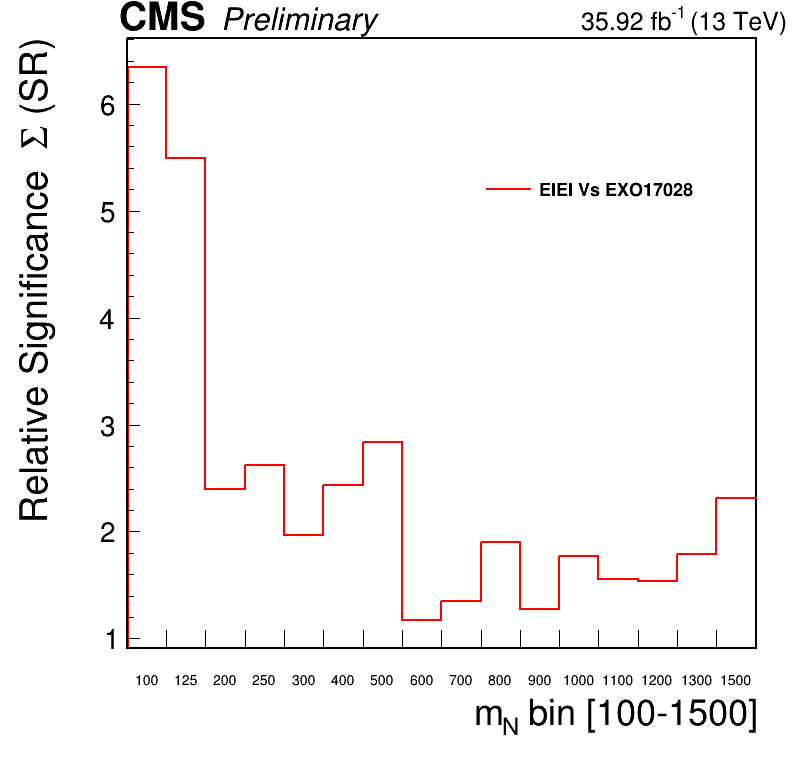 CMS Preliminary 35.92 fb⁻¹ (13 TeV)
Relative Significance Σ (SR)
6
5
4
3
2
1
EIEI Vs EXO17028
100 125 200 250 300 400 500 600 700 800 900 1000 1100 1200 1300 1500
m_N bin [100-1500]